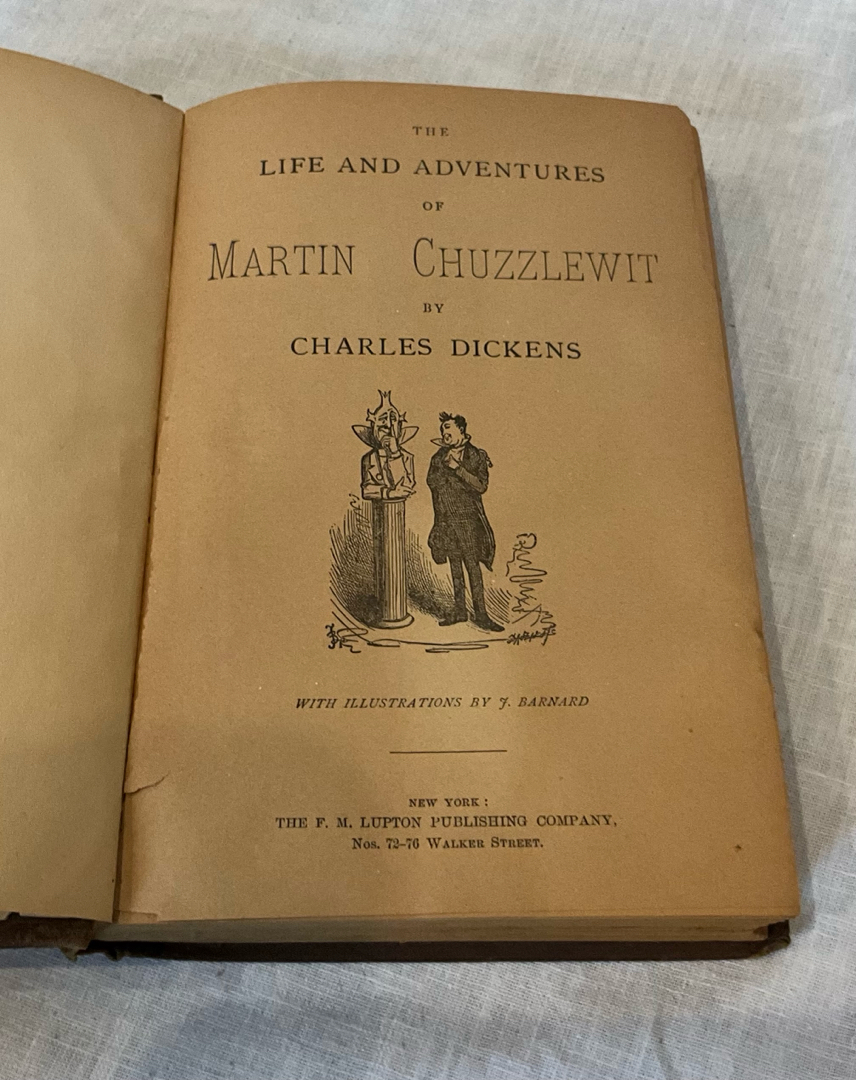 THE
LIFE AND ADVENTURES
OF
MARTIN CHUZZLEWIT
BY
CHARLES DICKENS
WITH ILLUSTRATIONS BY J. BARNARD
NEW YORK:
THE F. M. LUPTON PUBLISHING COMPANY,
Nos. 72-76 WALKER STREET.